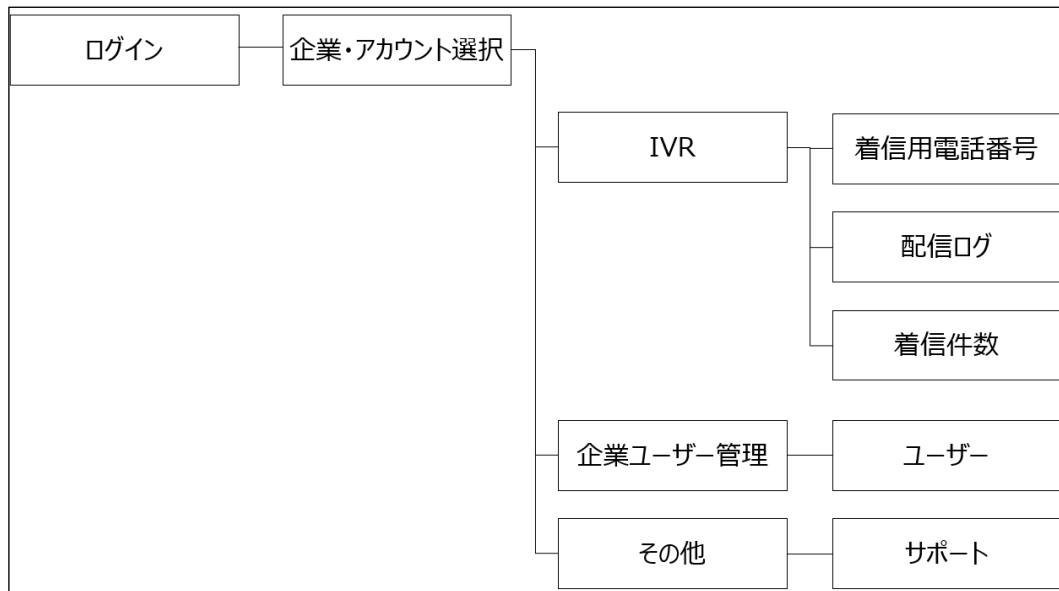 ログイン
企業・アカウント選択
IVR
着信用電話番号
配信ログ
着信件数
企業ユーザー管理
ユーザー
その他
サポート